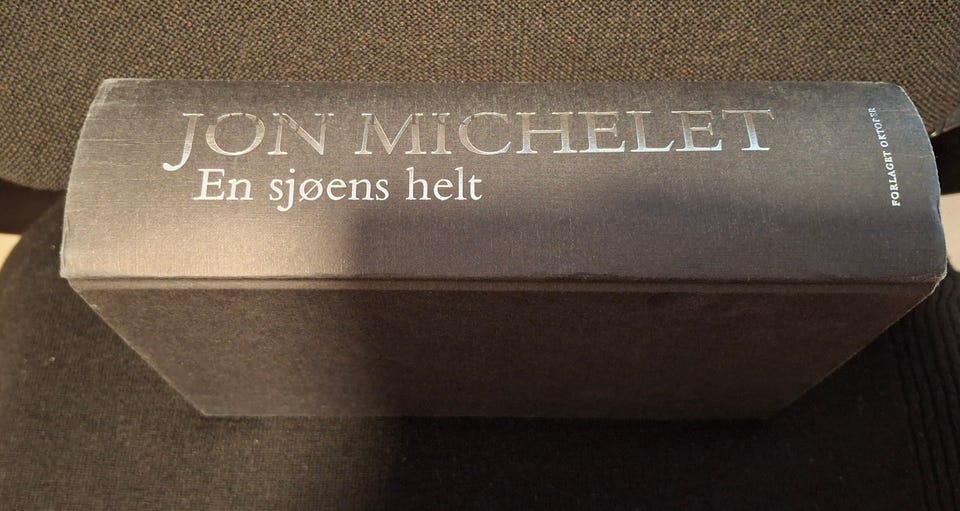 JON MICHELET
En sjøens helt
FORLAGET OKTOBER